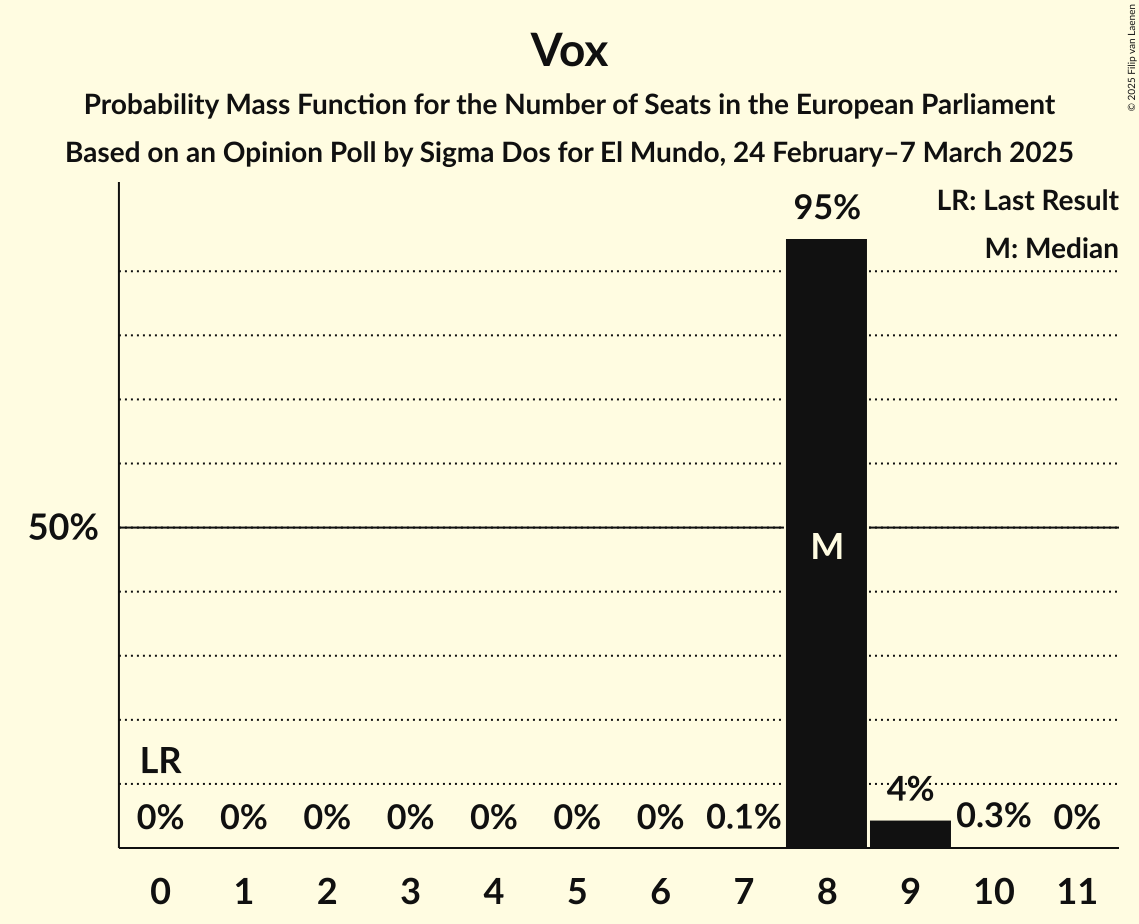 Vox
Probability Mass Function for the Number of Seats in the European Parliament
Based on an Opinion Poll by Sigma Dos for El Mundo, 24 February–7 March 2025
© 2025 Filip van Laenen
LR: Last Result
M: Median
95%
50%
M
LR
0% 0% 0% 0% 0% 0% 0% 0.1% 4% 0.3% 0%
0 1 2 3 4 5 6 7 8 9 10 11